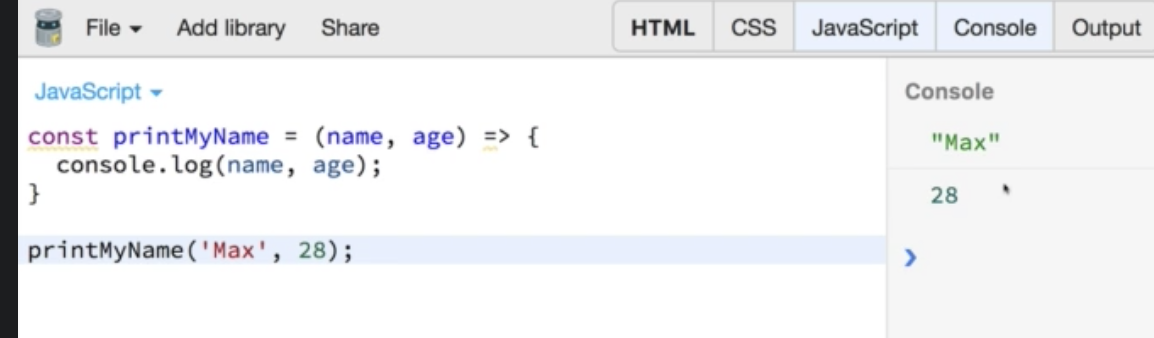 File Add library Share HTML CSS JavaScript Console Output
JavaScript
const printMyName = (name, age) => {
  console.log(name, age);
}
printMyName('Max', 28);
Console
"Max"
28
❯